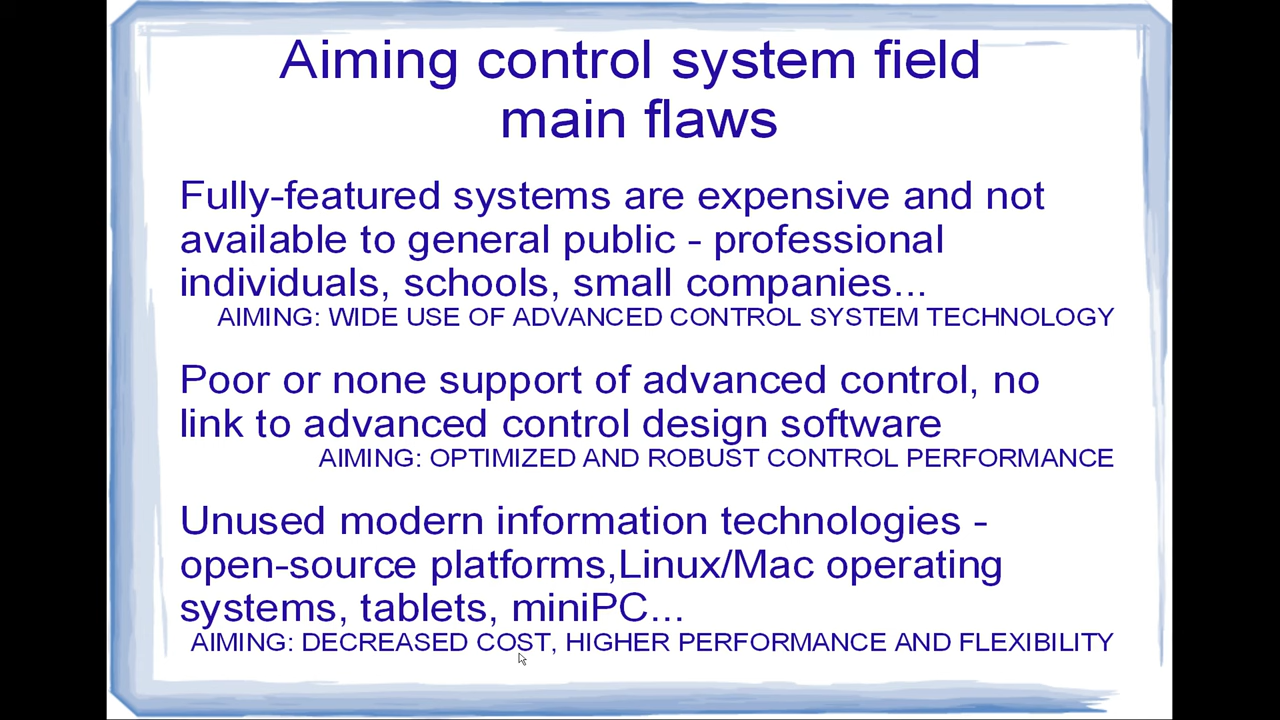 Aiming control system field
main flaws
Fully-featured systems are expensive and not
available to general public - professional
individuals, schools, small companies...
AIMING: WIDE USE OF ADVANCED CONTROL SYSTEM TECHNOLOGY
Poor or none support of advanced control, no
link to advanced control design software
AIMING: OPTIMIZED AND ROBUST CONTROL PERFORMANCE
Unused modern information technologies -
open-source platforms,Linux/Mac operating
systems, tablets, miniPC...
AIMING: DECREASED COST, HIGHER PERFORMANCE AND FLEXIBILITY